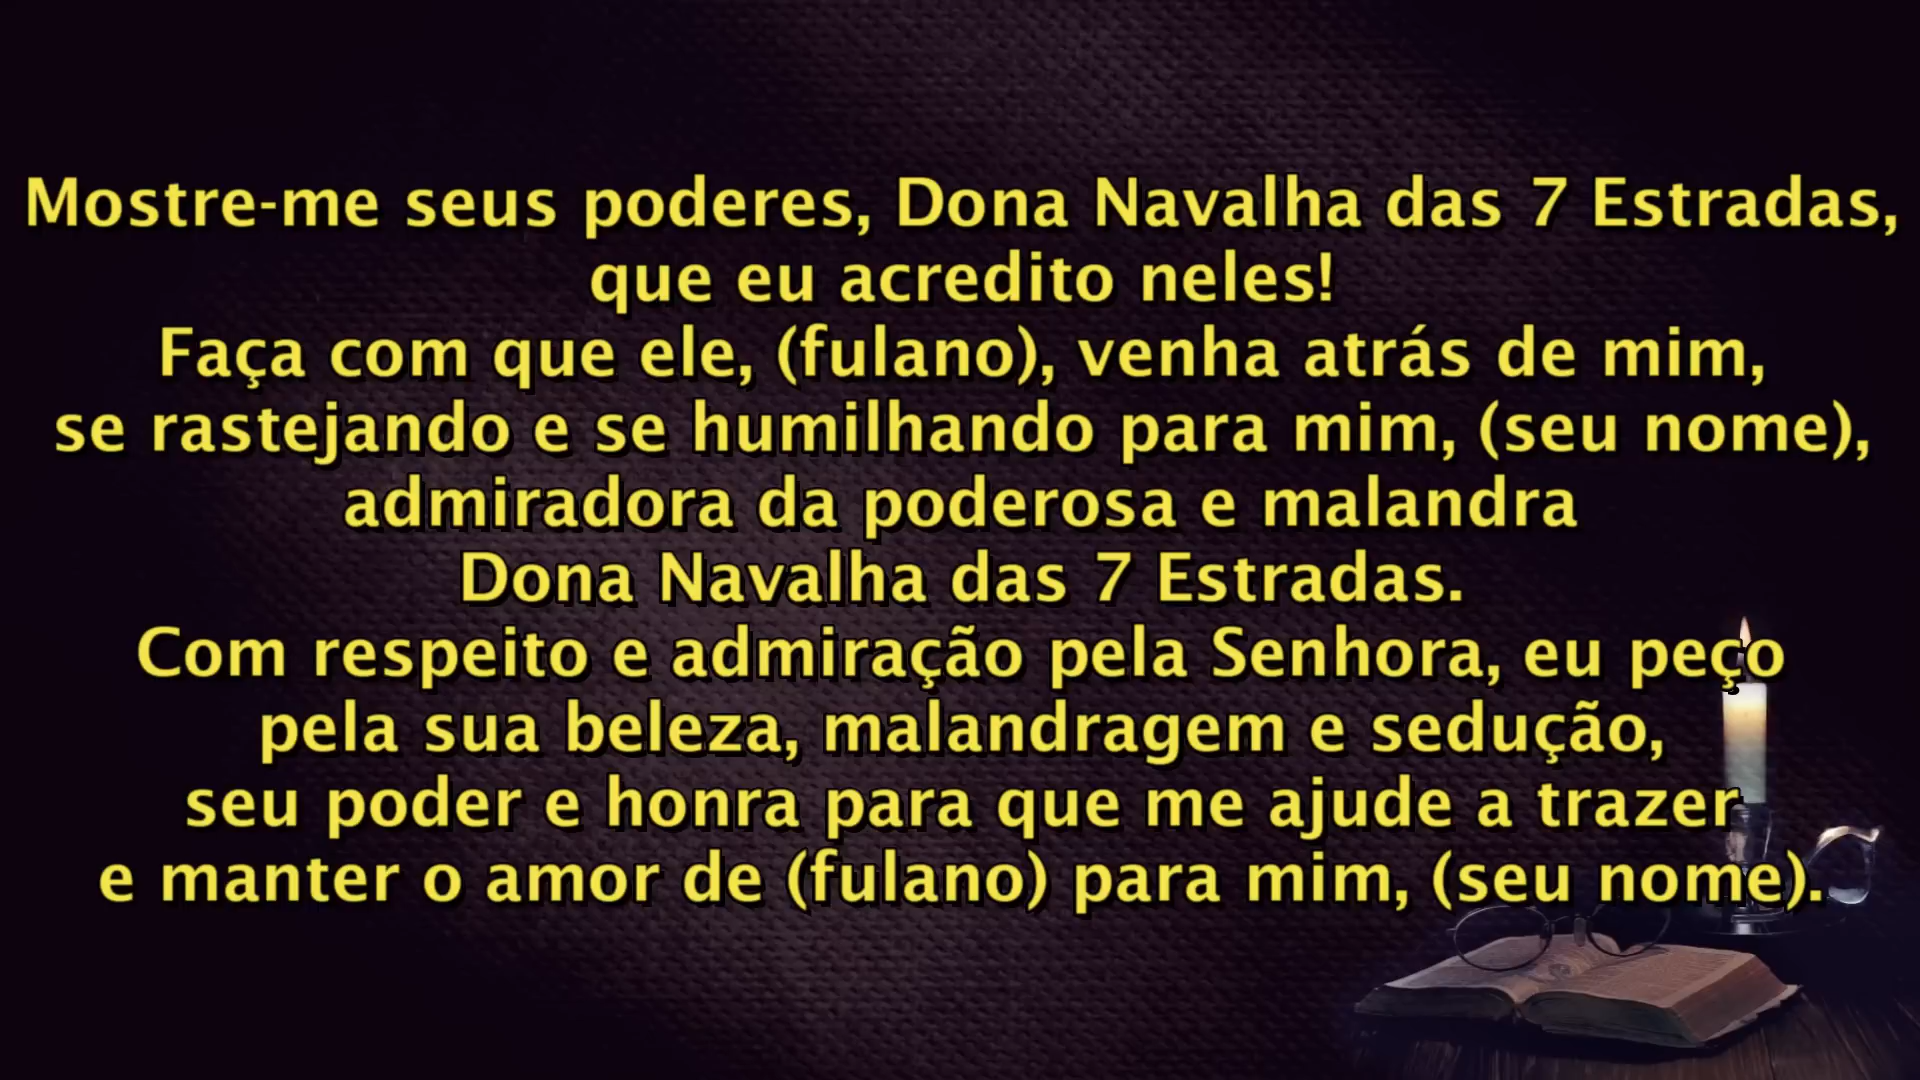 Mostre-me seus poderes, Dona Navalha das 7 Estradas,
que eu acredito neles!
Faça com que ele, (fulano), venha atrás de mim,
se rastejando e se humilhando para mim, (seu nome),
admiradora da poderosa e malandra
Dona Navalha das 7 Estradas.
Com respeito e admiração pela Senhora, eu peço
pela sua beleza, malandragem e sedução,
seu poder e honra para que me ajude a trazer
e manter o amor de (fulano) para mim, (seu nome).